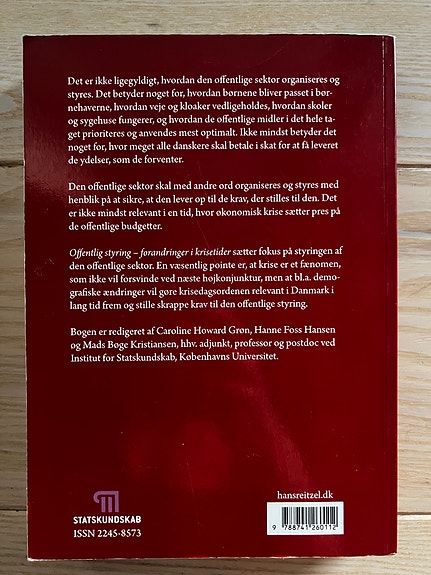 Det er ikke ligegyldigt, hvordan den offentlige sektor organiseres og
styres. Det betyder noget for, hvordan børnene bliver passet i bør-
nehaverne, hvordan veje og kloaker vedligeholdes, hvordan skoler
og sygehuse fungerer, og hvordan de offentlige midler i det hele ta-
get prioriteres og anvendes mest optimalt. Ikke mindst betyder det
noget for, hvor meget alle danskere skal betale i skat for at få leveret
de ydelser, som de forventer.
Den offentlige sektor skal med andre ord organiseres og styres med
henblik på at sikre, at den lever op til de krav, der stilles til den. Det
er ikke mindst relevant i en tid, hvor økonomisk krise sætter pres på
de offentlige budgetter.
Offentlig styring – forandringer i krisetider sætter fokus på styringen af
den offentlige sektor. En væsentlig pointe er, at krise er et fænomen,
som ikke vil forsvinde ved næste højkonjunktur, men at bl.a. demo-
grafiske ændringer vil gøre krisedagsordenen relevant i Danmark i
lang tid frem og stille skrappe krav til den offentlige styring.
Bogen er redigeret af Caroline Howard Grøn, Hanne Foss Hansen
og Mads Bøge Kristiansen, hhv. adjunkt, professor og postdoc ved
Institut for Statskundskab, Københavns Universitet.
hansreitzel.dk
STATSKUNDSKAB
ISSN 2245-8573
9 788741 260112